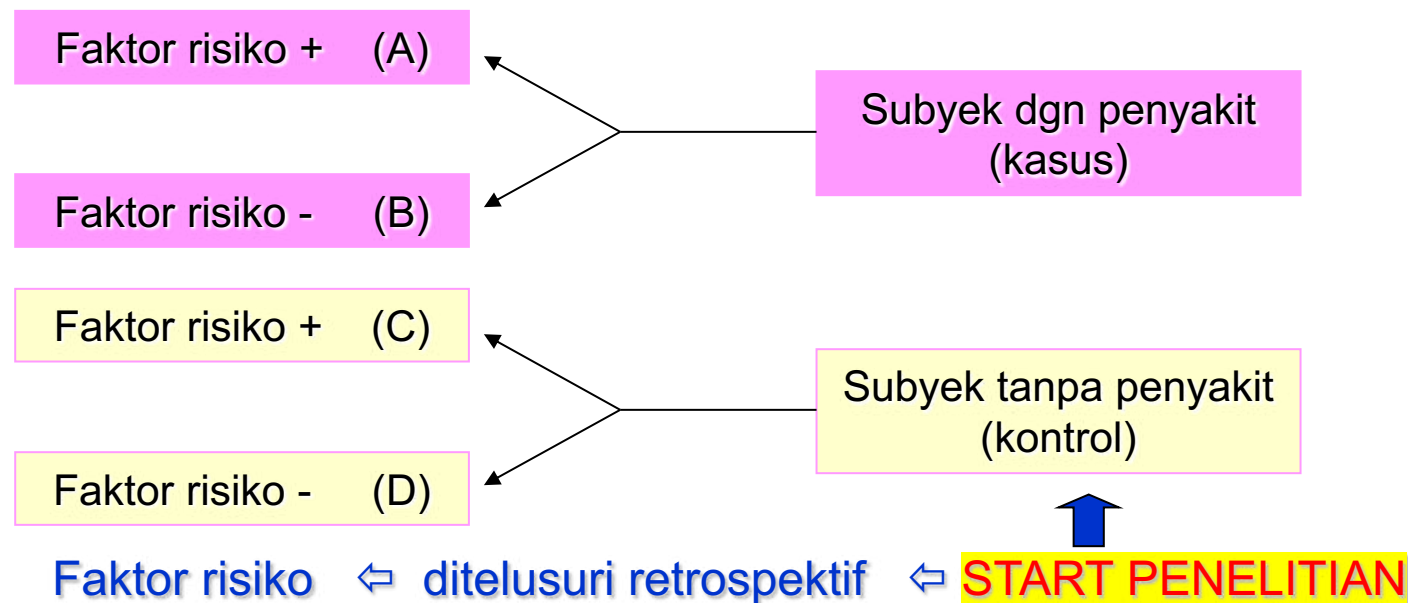 Faktor risiko + (A)
Subyek dgn penyakit
(kasus)
Faktor risiko - (B)
Faktor risiko + (C)
Subyek tanpa penyakit
(kontrol)
Faktor risiko - (D)
Faktor risiko ⇦ ditelusuri retrospektif ⇦ START PENELITIAN